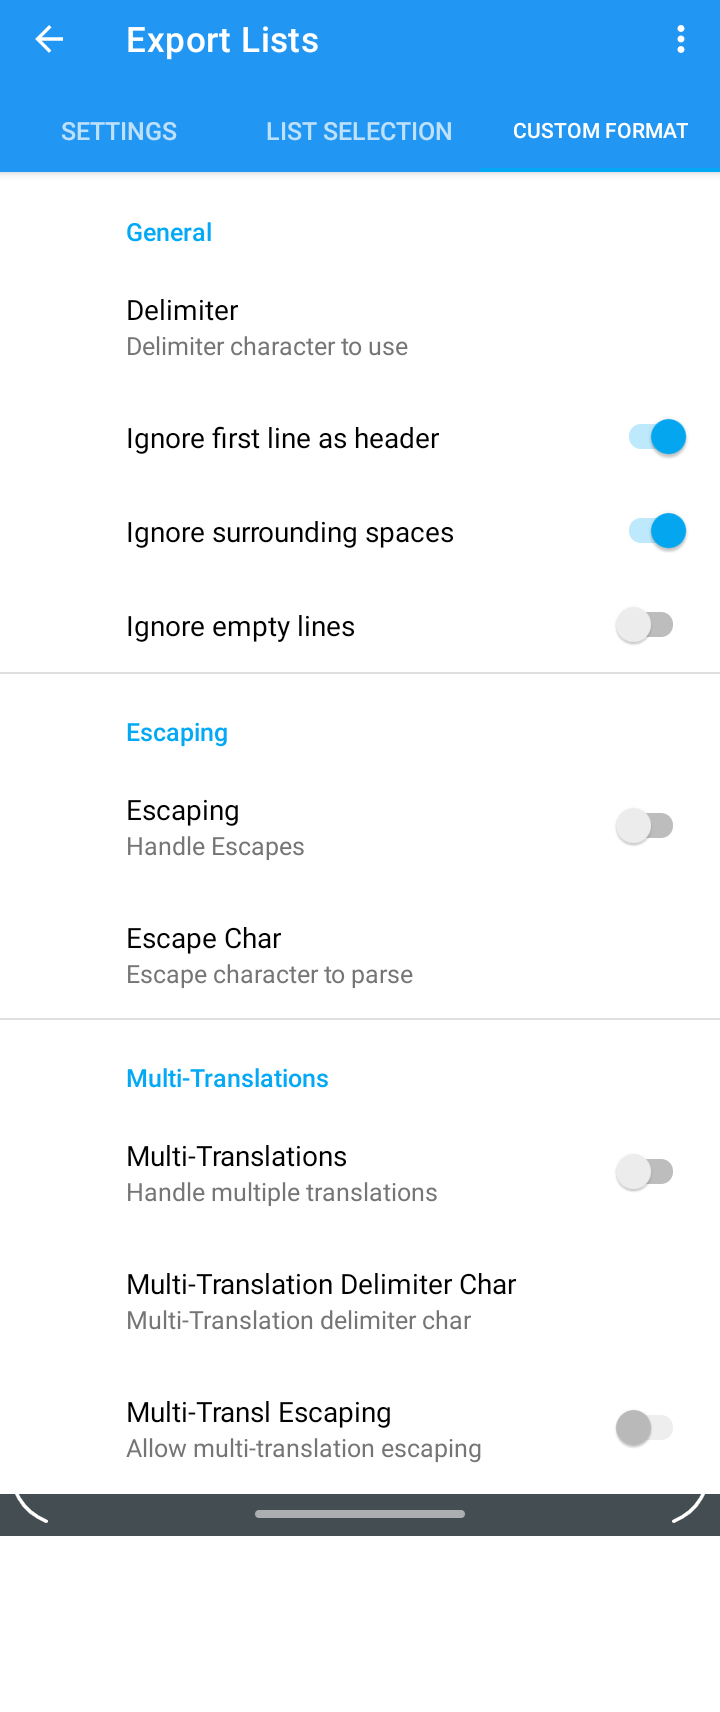 Export Lists
SETTINGS
LIST SELECTION
CUSTOM FORMAT
General
Delimiter
Delimiter character to use
Ignore first line as header
Ignore surrounding spaces
Ignore empty lines
Escaping
Escaping
Handle Escapes
Escape Char
Escape character to parse
Multi-Translations
Multi-Translations
Handle multiple translations
Multi-Translation Delimiter Char
Multi-Translation delimiter char
Multi-Transl Escaping
Allow multi-translation escaping